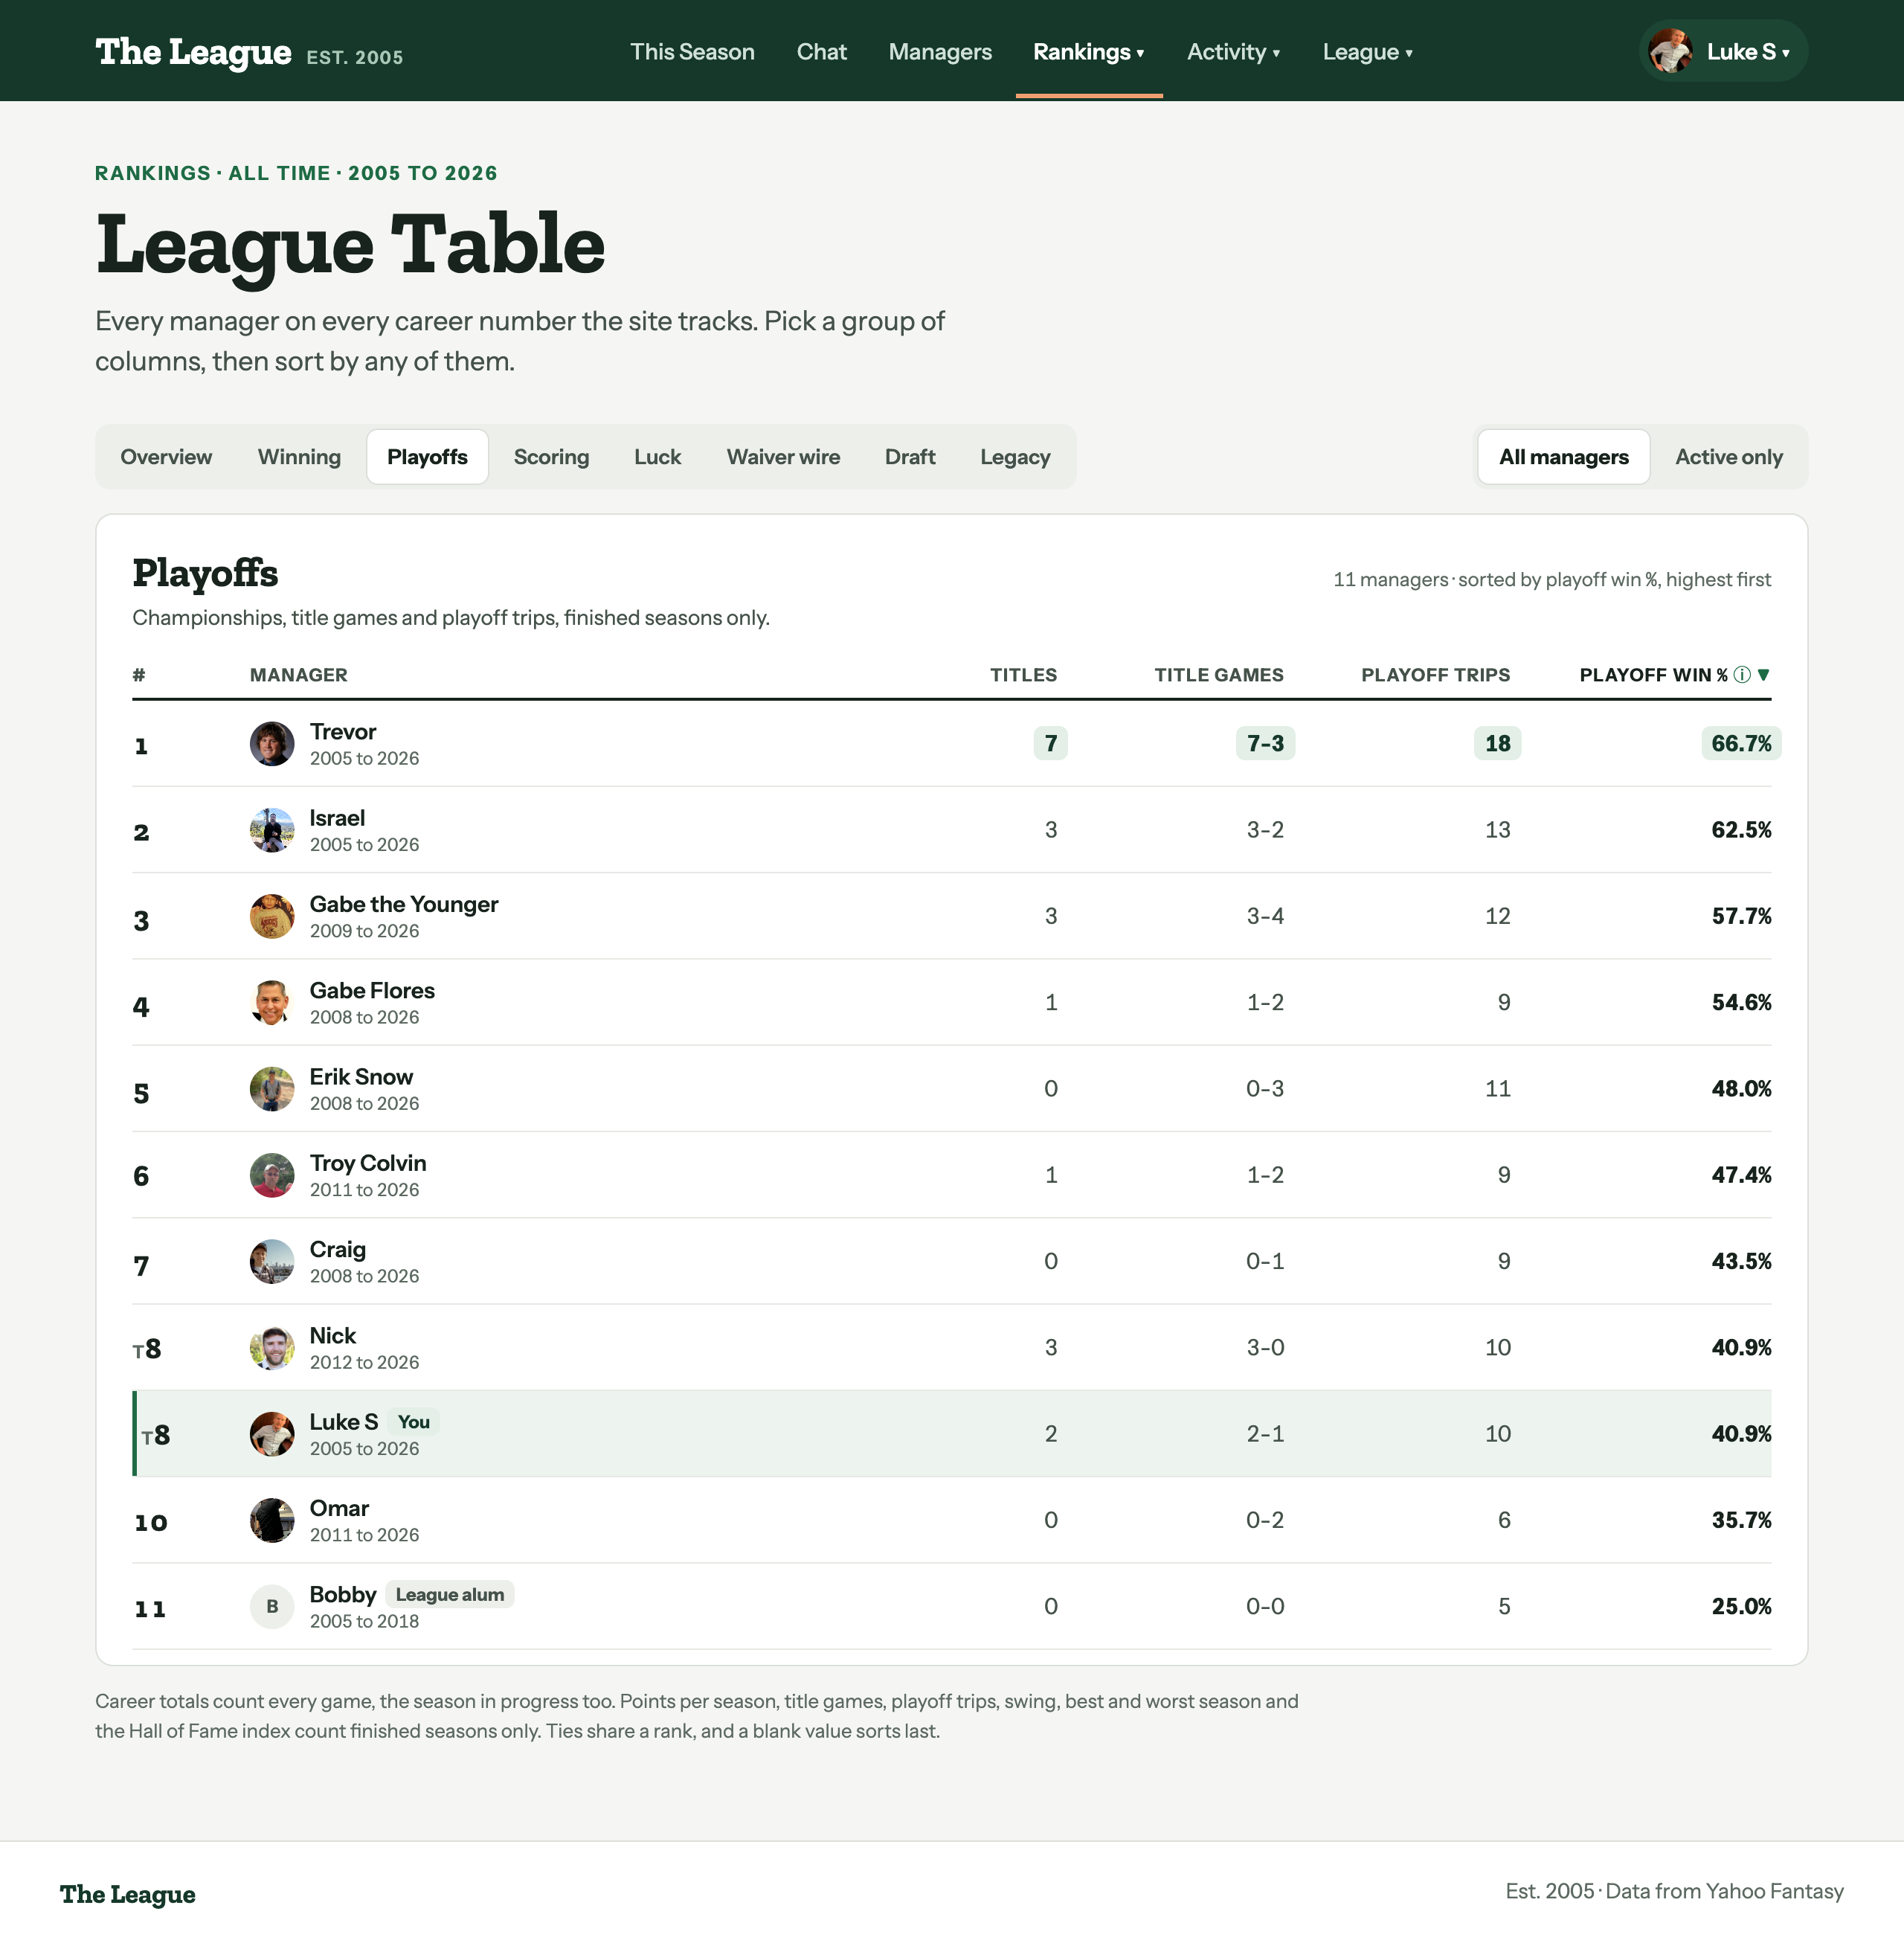 The League EST. 2005 This Season Chat Managers Rankings ▾ Activity ▾ League ▾ Luke S ▾
RANKINGS · ALL TIME · 2005 TO 2026
League Table
Every manager on every career number the site tracks. Pick a group of
columns, then sort by any of them.
Overview Winning Playoffs Scoring Luck Waiver wire Draft Legacy All managers Active only
Playoffs
11 managers · sorted by playoff win %, highest first
Championships, title games and playoff trips, finished seasons only.
# MANAGER TITLES TITLE GAMES PLAYOFF TRIPS PLAYOFF WIN % ⓘ ▼
1 Trevor 7 7–3 18 66.7%
2005 to 2026
2 Israel 3 3–2 13 62.5%
2005 to 2026
3 Gabe the Younger 3 3–4 12 57.7%
2009 to 2026
4 Gabe Flores 1 1–2 9 54.6%
2008 to 2026
5 Erik Snow 0 0–3 11 48.0%
2008 to 2026
6 Troy Colvin 1 1–2 9 47.4%
2011 to 2026
7 Craig 0 0–1 9 43.5%
2008 to 2026
T8 Nick 3 3–0 10 40.9%
2012 to 2026
T8 Luke S You 2 2–1 10 40.9%
2005 to 2026
10 Omar 0 0–2 6 35.7%
2011 to 2026
11 B Bobby League alum 0 0–0 5 25.0%
2005 to 2018
Career totals count every game, the season in progress too. Points per season, title games, playoff trips, swing, best and worst season and
the Hall of Fame index count finished seasons only. Ties share a rank, and a blank value sorts last.
The League Est. 2005 · Data from Yahoo Fantasy